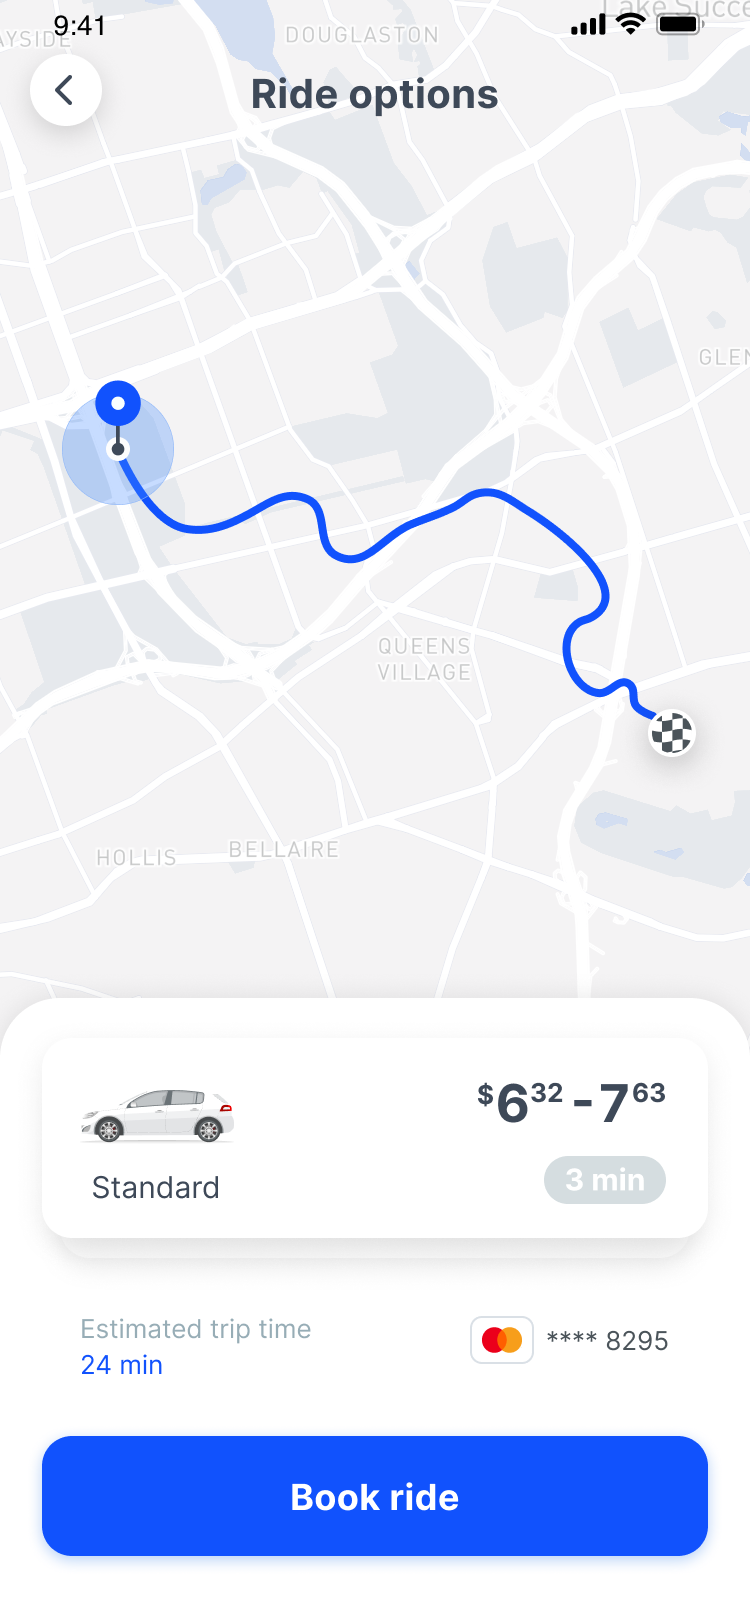 9:41
Lake Succe
AYSIDE
DOUGLASTON
Ride options
GLEN
QUEENS
VILLAGE
HOLLIS
BELLAIRE
$6 32 - 7 63
Standard
3 min
Estimated trip time
24 min
**** 8295
Book ride